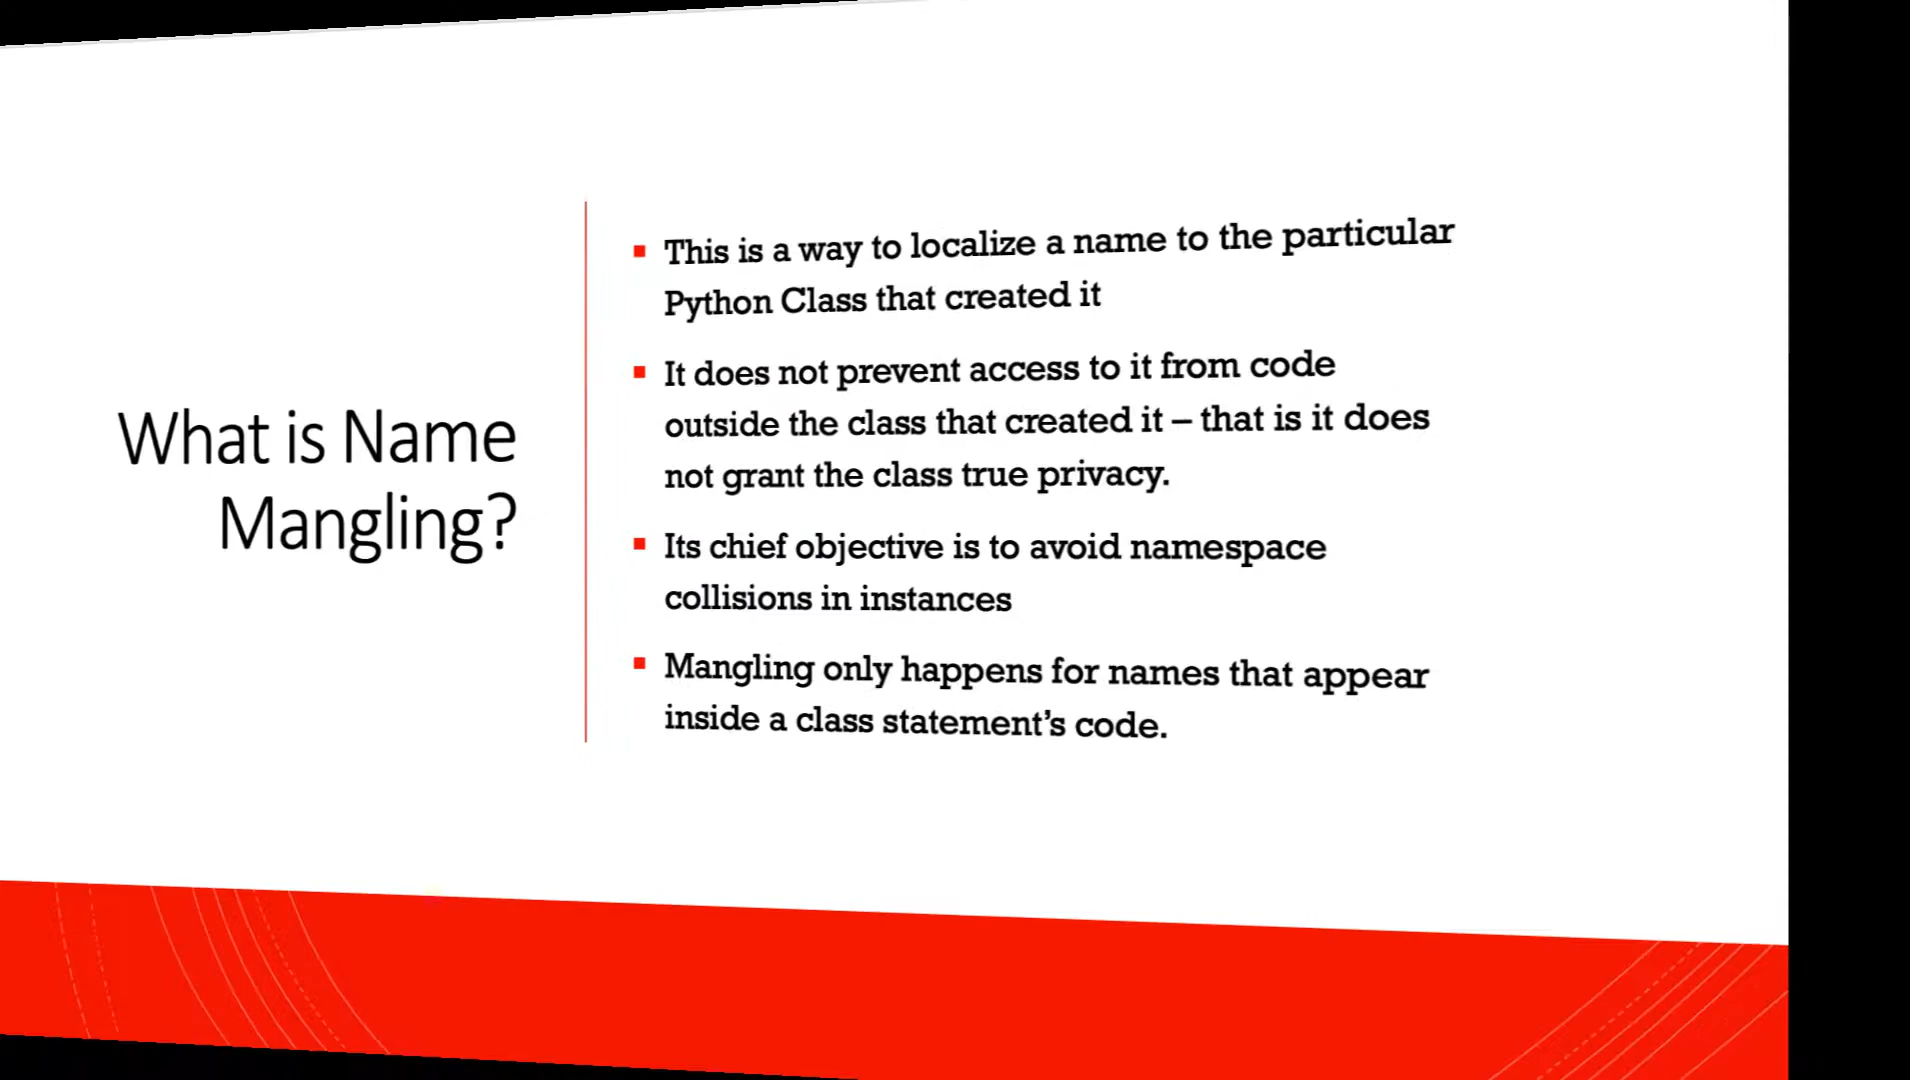 What is Name
Mangling?
This is a way to localize a name to the particular
Python Class that created it
It does not prevent access to it from code
outside the class that created it – that is it does
not grant the class true privacy.
Its chief objective is to avoid namespace
collisions in instances
Mangling only happens for names that appear
inside a class statement’s code.